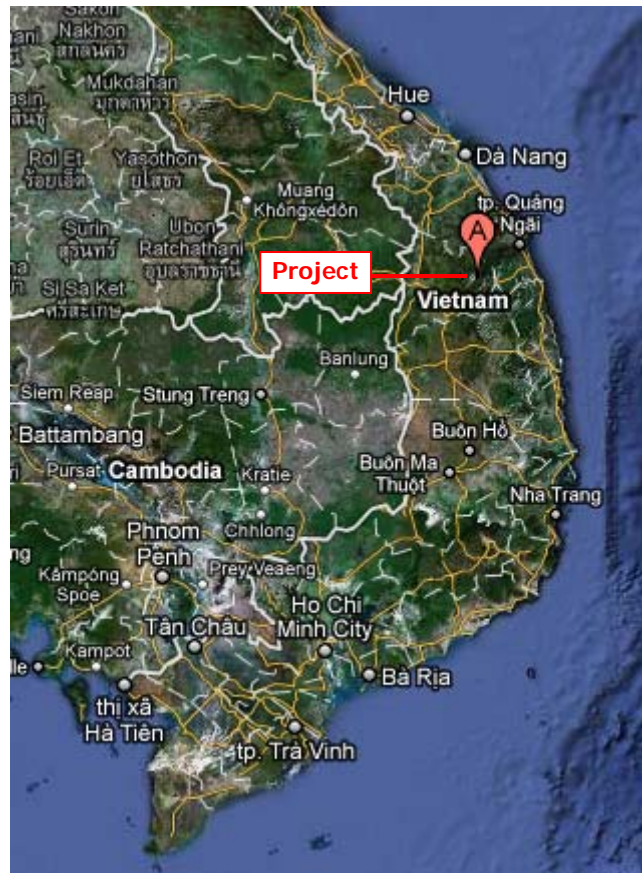 Sakon
Nakhon
สกลนคร
Mukdahan
มุกดาหาร
Hue
Roi Et
ร้อยเอ็ด
Yasothon
ยโสธร
Đà Nang
Muang
Khôngxédôn
tp. Quảng
Ngãi
A
Surin
สุรินทร์
Ubon
Ratchathani
อุบลราชธานี
Project
Si Sa Ket
ศรีสะเกษ
Vietnam
Banlung
Siem Reap
Stung Treng
Battambang
Buôn Hồ
Pursat
Cambodia
Kratie
Buôn Ma
Thuột
Nha Trang
Chhlong
Phnom
Penh
Kâmpóng
Spoe
Prey Veaeng
Ho Chi
Minh City
Tân Châu
Kampot
Bà Rịa
thị xã
Hà Tiên
tp. Trà Vinh